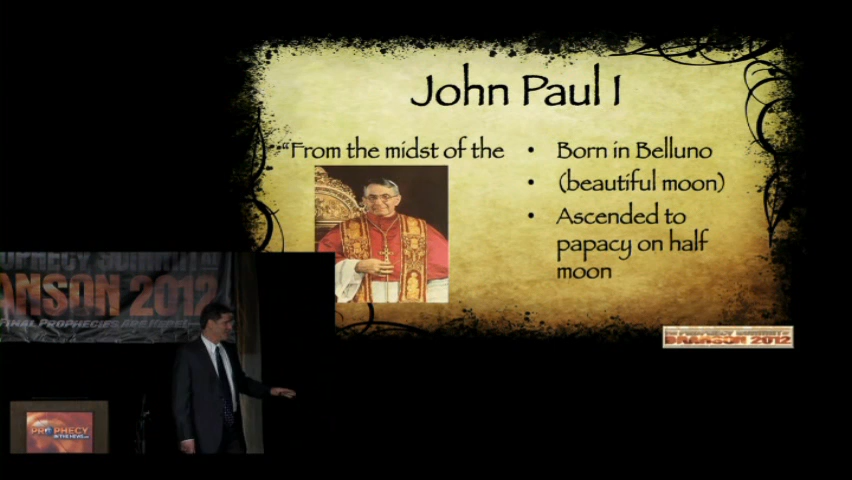 John Paul I
"From the midst of the
• Born in Belluno
• (beautiful moon)
• Ascended to
papacy on half
moon
BRANSON 2012
PROPHECY SUMMIT
ANSON 2012
FINAL PROPHECIES ARE HERE!
PROPHECY
IN THE NEWS